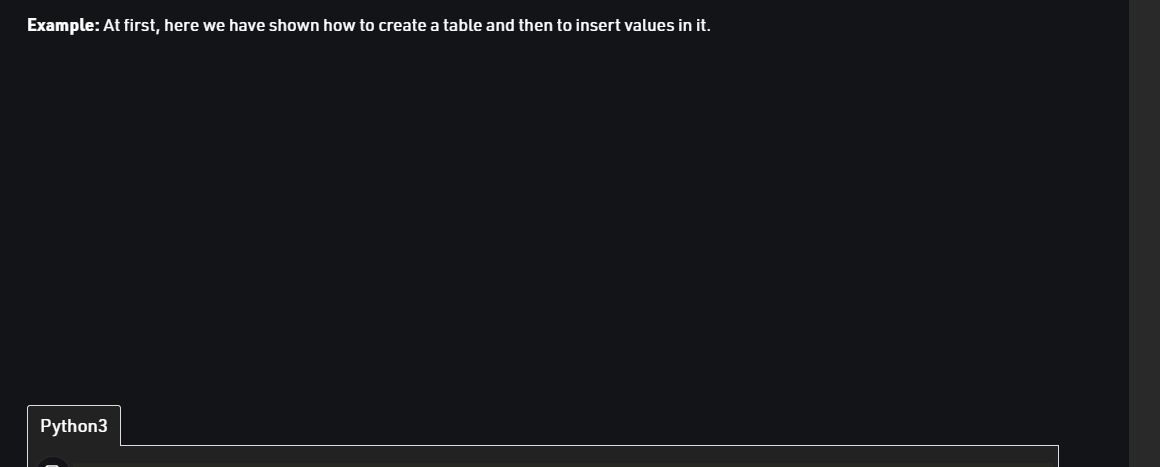 Example: At first, here we have shown how to create a table and then to insert values in it.
Python3